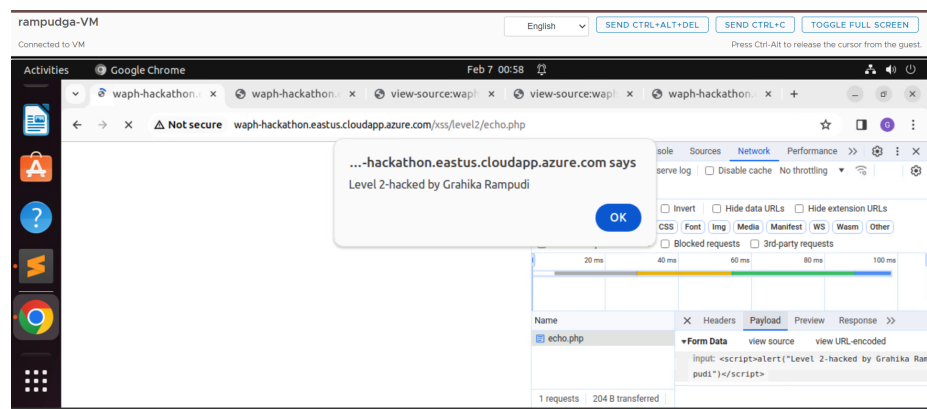 rampudga-VM
English
SEND CTRL+ALT+DEL
SEND CTRL+C
TOGGLE FULL SCREEN
Connected to VM
Press Ctrl-Alt to release the cursor from the guest.
Activities
Google Chrome
Feb 7 00:58
waph-hackathon.
waph-hackathon.
view-source:waph
view-source:waph
waph-hackathon.
Not secure
waph-hackathon.eastus.cloudapp.azure.com/xss/level2/echo.php
G
...-hackathon.eastus.cloudapp.azure.com says
Level 2-hacked by Grahika Rampudi
OK
sole
Sources
Network
Performance
serve log
Disable cache
No throttling
Invert
Hide data URLs
Hide extension URLs
CSS
Font
Img
Media
Manifest
WS
Wasm
Other
Blocked requests
3rd-party requests
20 ms
40 ms
60 ms
80 ms
100 ms
Name
Headers
Payload
Preview
Response
echo.php
Form Data
view source
view URL-encoded
input: <script>alert("Level 2-hacked by Grahika Ram
pudi")</script>
1 requests
204 B transferred